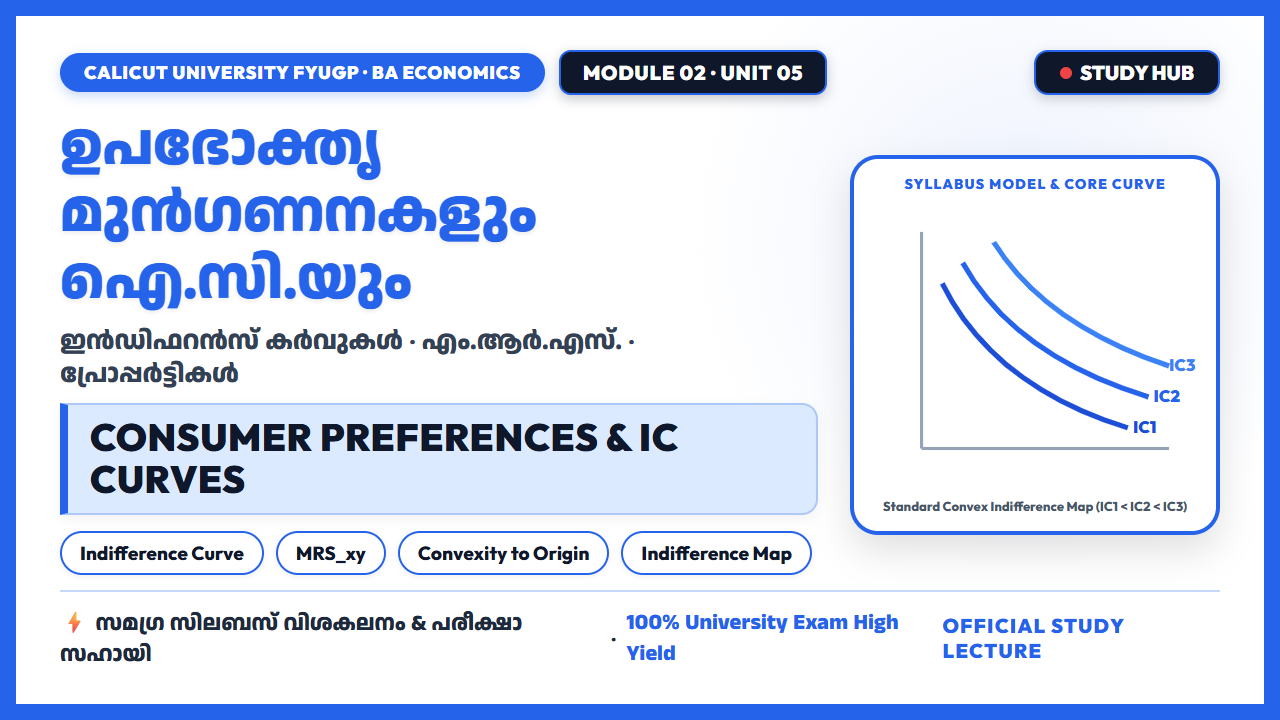 CALICUT UNIVERSITY FYUGP · BA ECONOMICS
MODULE 02 · UNIT 05
STUDY HUB
ഉപഭോക്തൃ
മുൻഗണനകളും
ഐ.സി.യും
ഇൻഡിഫറൻസ് കർവുകൾ · എം.ആർ.എസ്. ·
പ്രോപ്പർട്ടികൾ
CONSUMER PREFERENCES & IC
CURVES
Indifference Curve
MRS_xy
Convexity to Origin
Indifference Map
SYLLABUS MODEL & CORE CURVE
IC3
IC2
IC1
Standard Convex Indifference Map (IC1 < IC2 < IC3)
⚡ സമഗ്ര സിലബസ് വിശകലനം & പരീക്ഷാ
സഹായി
·
100% University Exam High
Yield
OFFICIAL STUDY
LECTURE